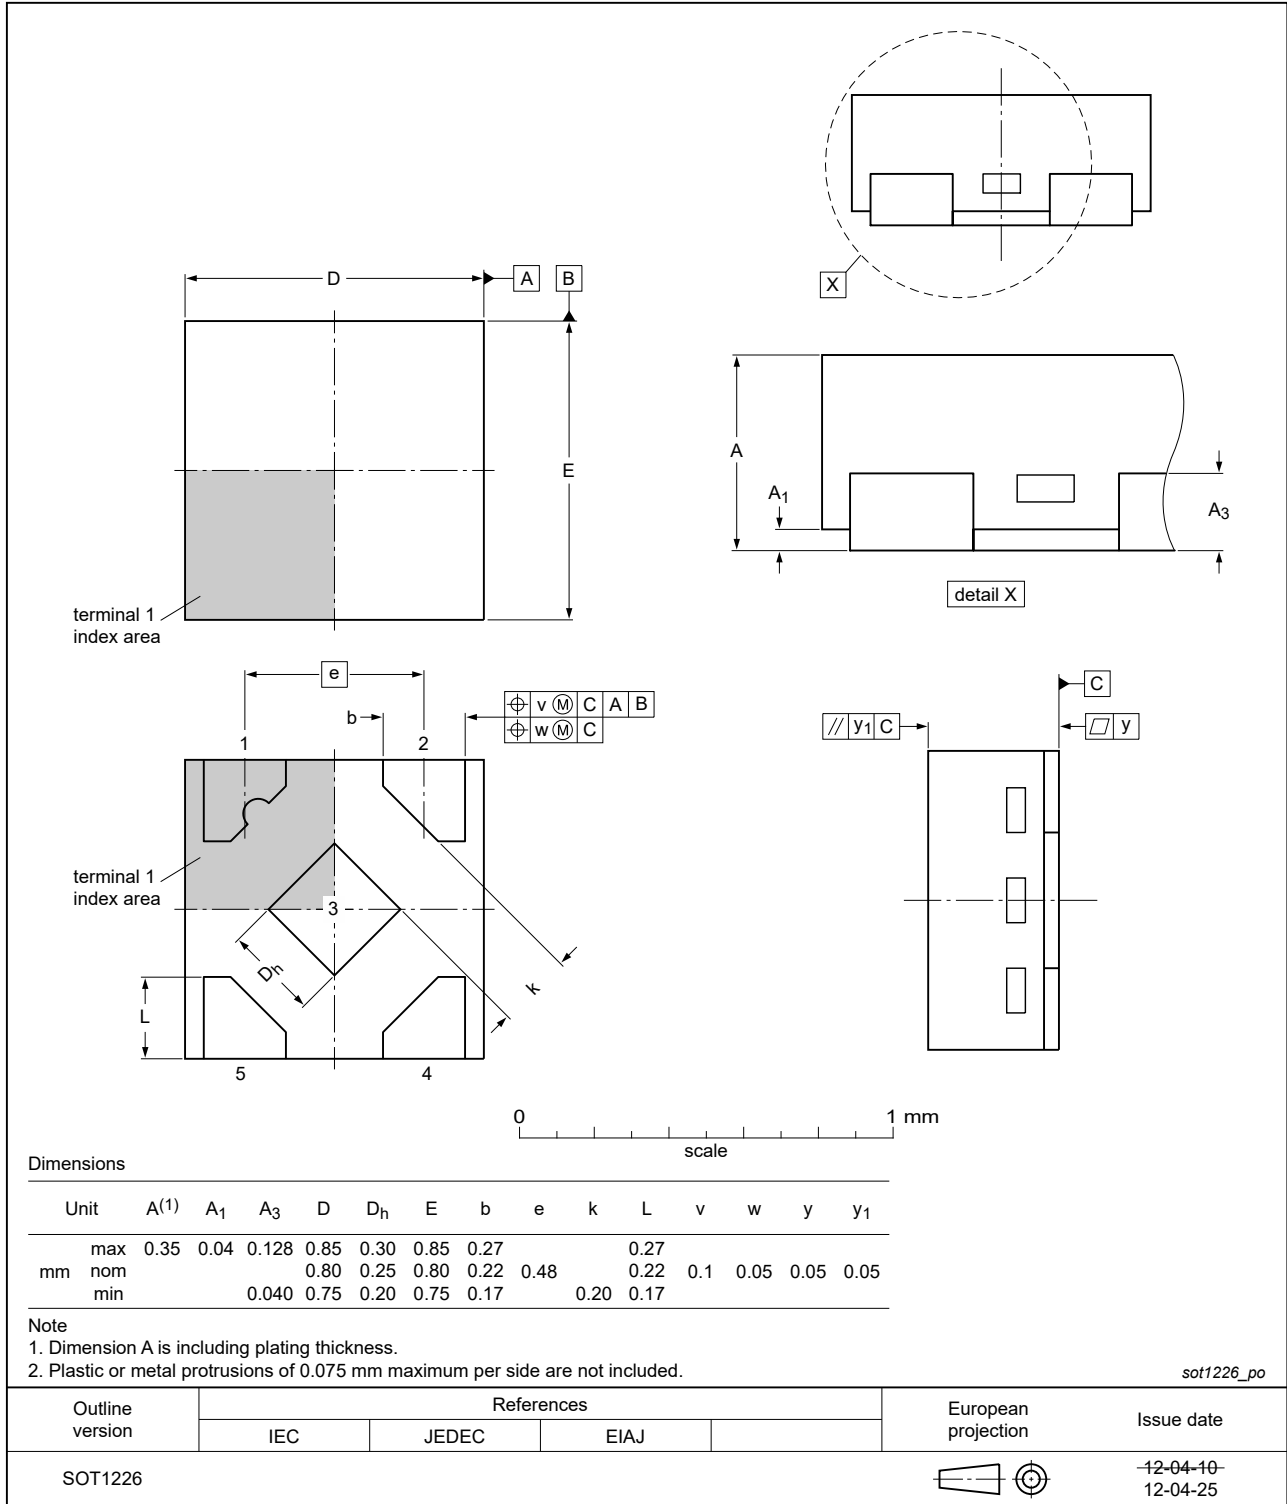 X
D A B
E
terminal 1
index area
A
A1
A3
detail X
e
b
v M C A B
w M C
1 2
terminal 1
index area
3
Dh
k
L
5 4
C
// y1 C
y
0 1 mm
scale
Dimensions
Unit A(1) A1 A3 D Dh E b e k L v w y y1
max 0.35 0.04 0.128 0.85 0.30 0.85 0.27 0.27
mm nom 0.80 0.25 0.80 0.22 0.48 0.22 0.1 0.05 0.05 0.05
min 0.040 0.75 0.20 0.75 0.17 0.20 0.17
Note
1. Dimension A is including plating thickness.
2. Plastic or metal protrusions of 0.075 mm maximum per side are not included.
sot1226_po
Outline
version
References
IEC JEDEC EIAJ
European
projection
Issue date
SOT1226
12-04-10
12-04-25